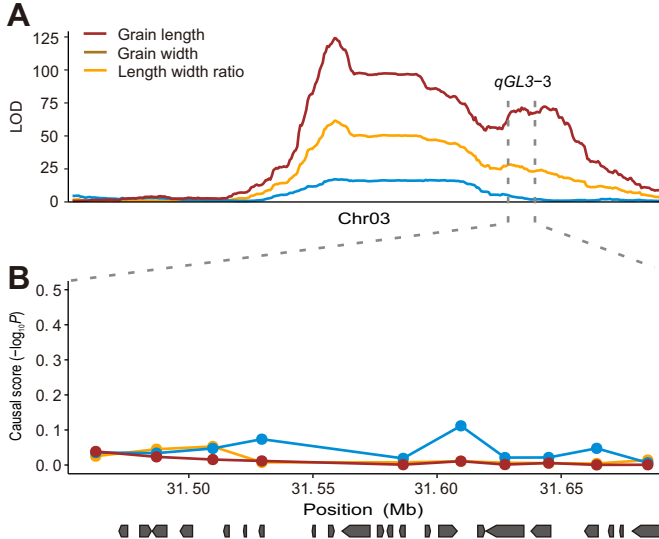 A
Grain length
Grain width
Length width ratio
qGL3−3
LOD
125
100
75
50
25
0
Chr03
B
Causal score (−log₁₀P)
0.5
0.4
0.3
0.2
0.1
0.0
31.50 31.55 31.60 31.65
Position (Mb)